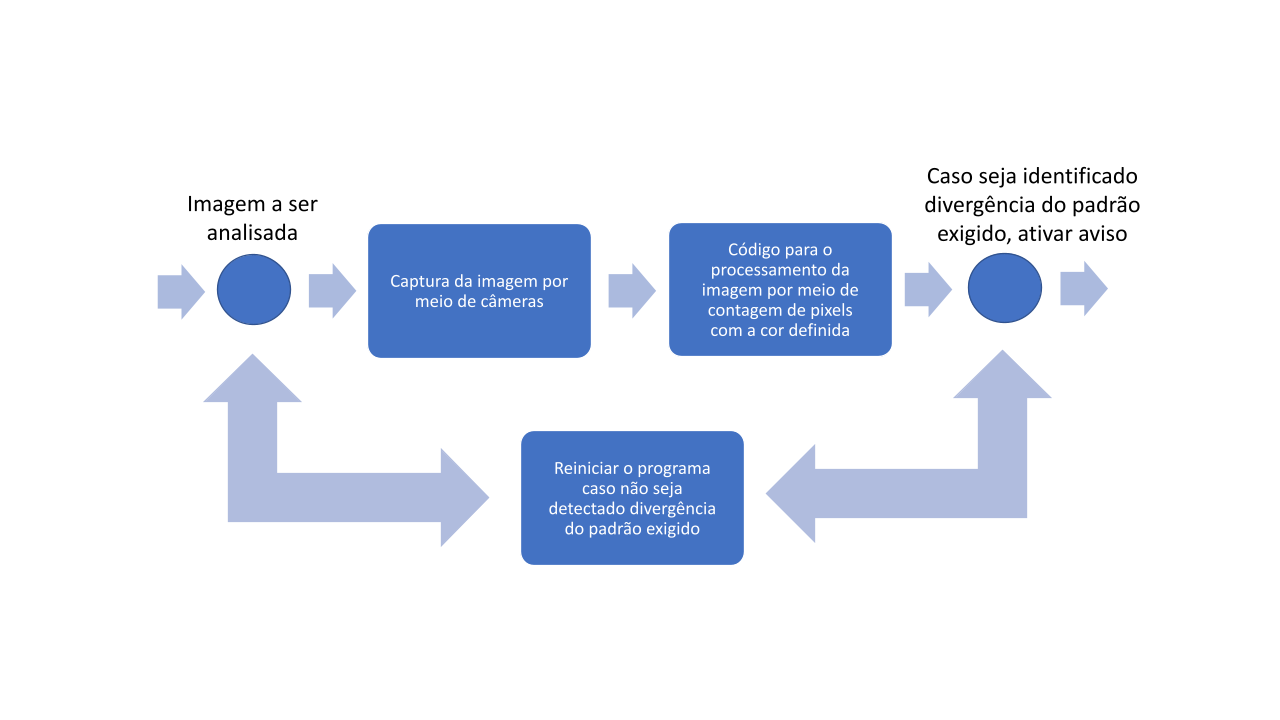 Imagem a ser
analisada
Captura da imagem por
meio de câmeras
Código para o
processamento da
imagem por meio de
contagem de pixels
com a cor definida
Caso seja identificado
divergência do padrão
exigido, ativar aviso
Reiniciar o programa
caso não seja
detectado divergência
do padrão exigido